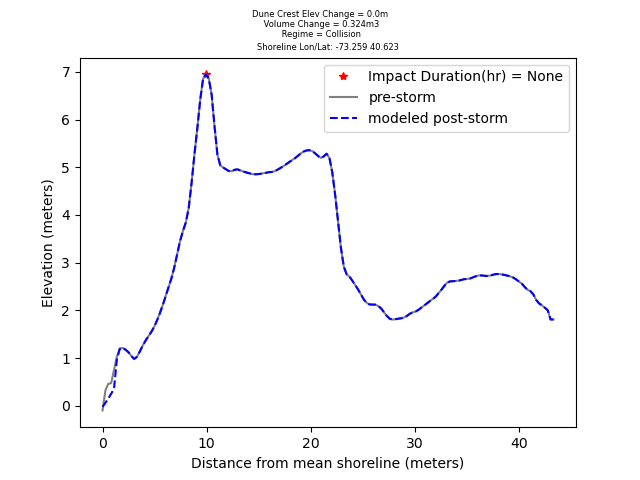 Dune Crest Elev Change = 0.0m
Volume Change = 0.324m3
Regime = Collision
Shoreline Lon/Lat: -73.259 40.623
Impact Duration(hr) = None
pre-storm
modeled post-storm
Elevation (meters)
7
6
5
4
3
2
1
0
0 10 20 30 40
Distance from mean shoreline (meters)